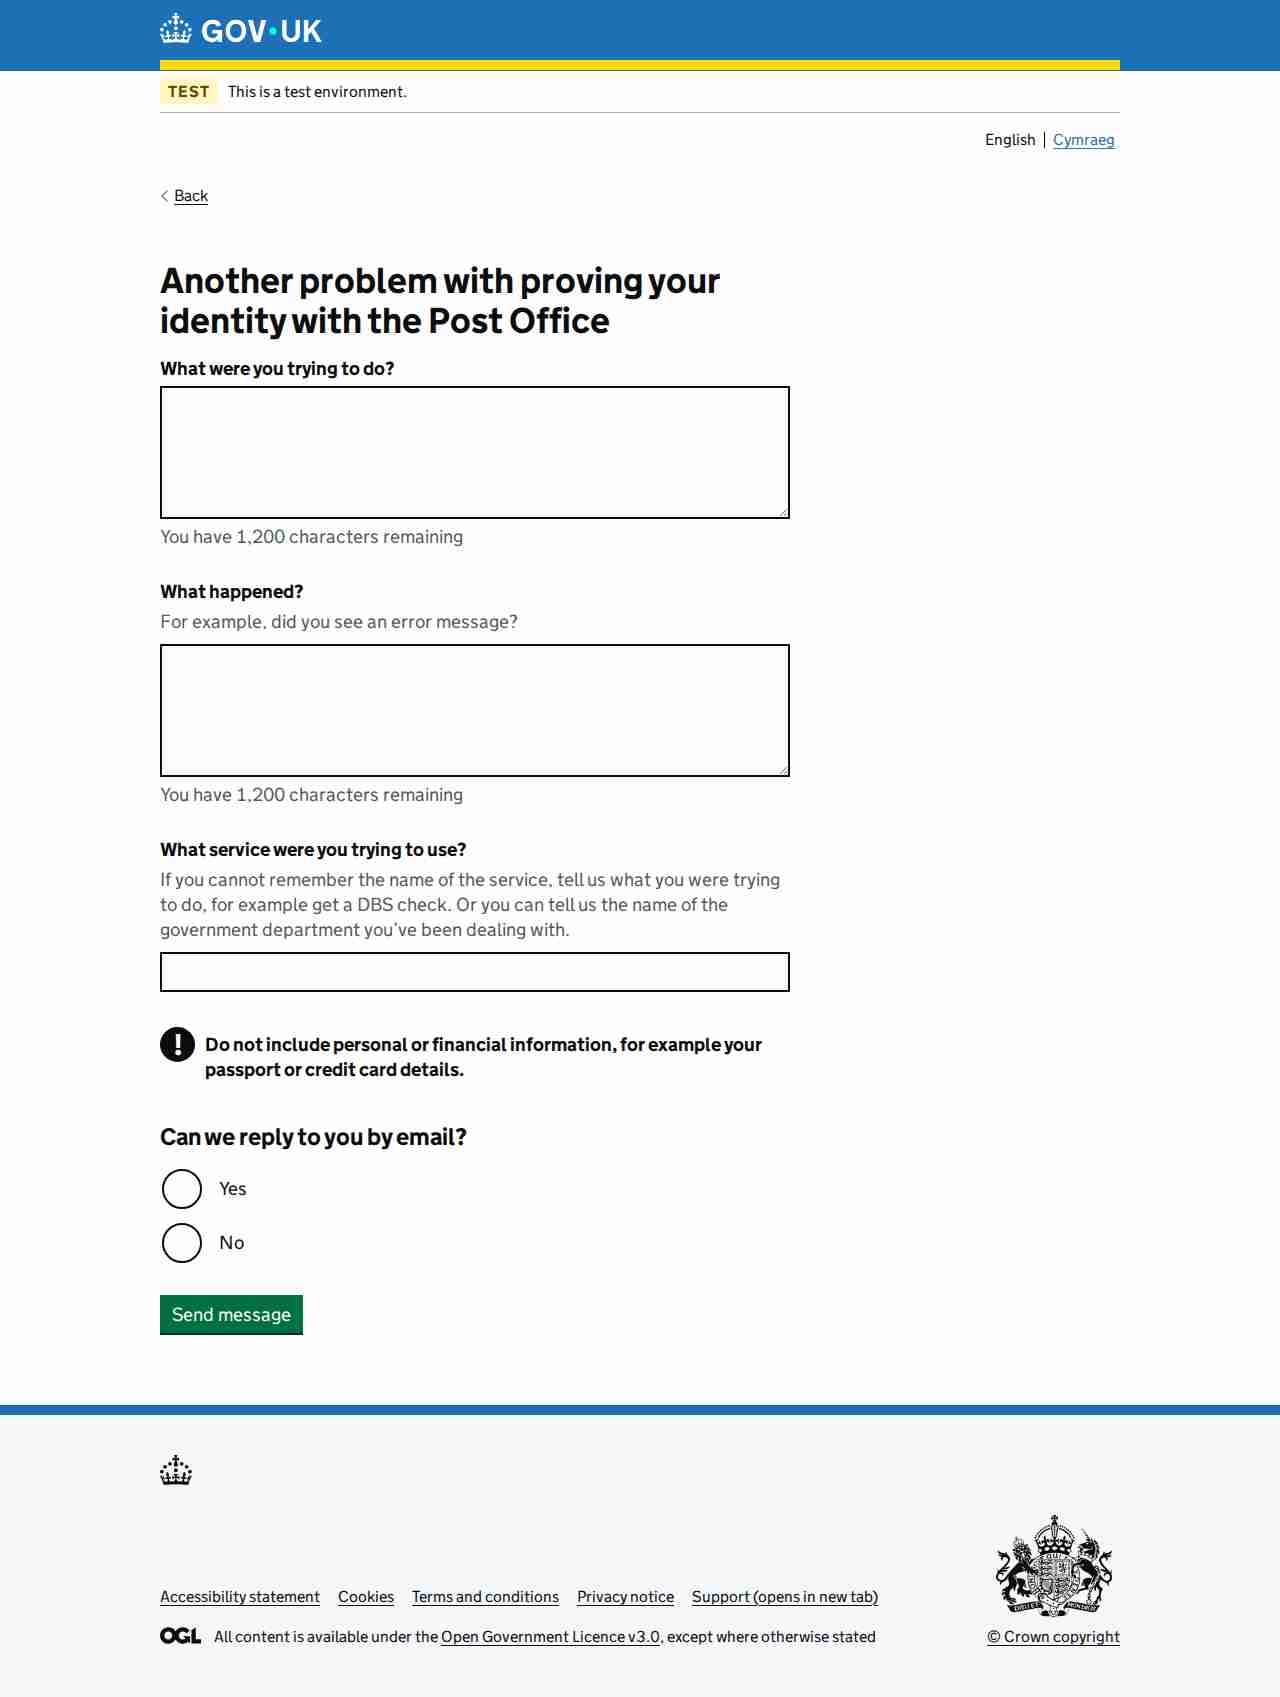 GOV·UK
TEST This is a test environment.
English Cymraeg
Back
Another problem with proving your
identity with the Post Office
What were you trying to do?
You have 1,200 characters remaining
What happened?
For example, did you see an error message?
You have 1,200 characters remaining
What service were you trying to use?
If you cannot remember the name of the service, tell us what you were trying
to do, for example get a DBS check. Or you can tell us the name of the
government department you’ve been dealing with.
! Do not include personal or financial information, for example your
passport or credit card details.
Can we reply to you by email?
Yes
No
Send message
Accessibility statement Cookies Terms and conditions Privacy notice Support (opens in new tab)
OGL All content is available under the Open Government Licence v3.0, except where otherwise stated
© Crown copyright